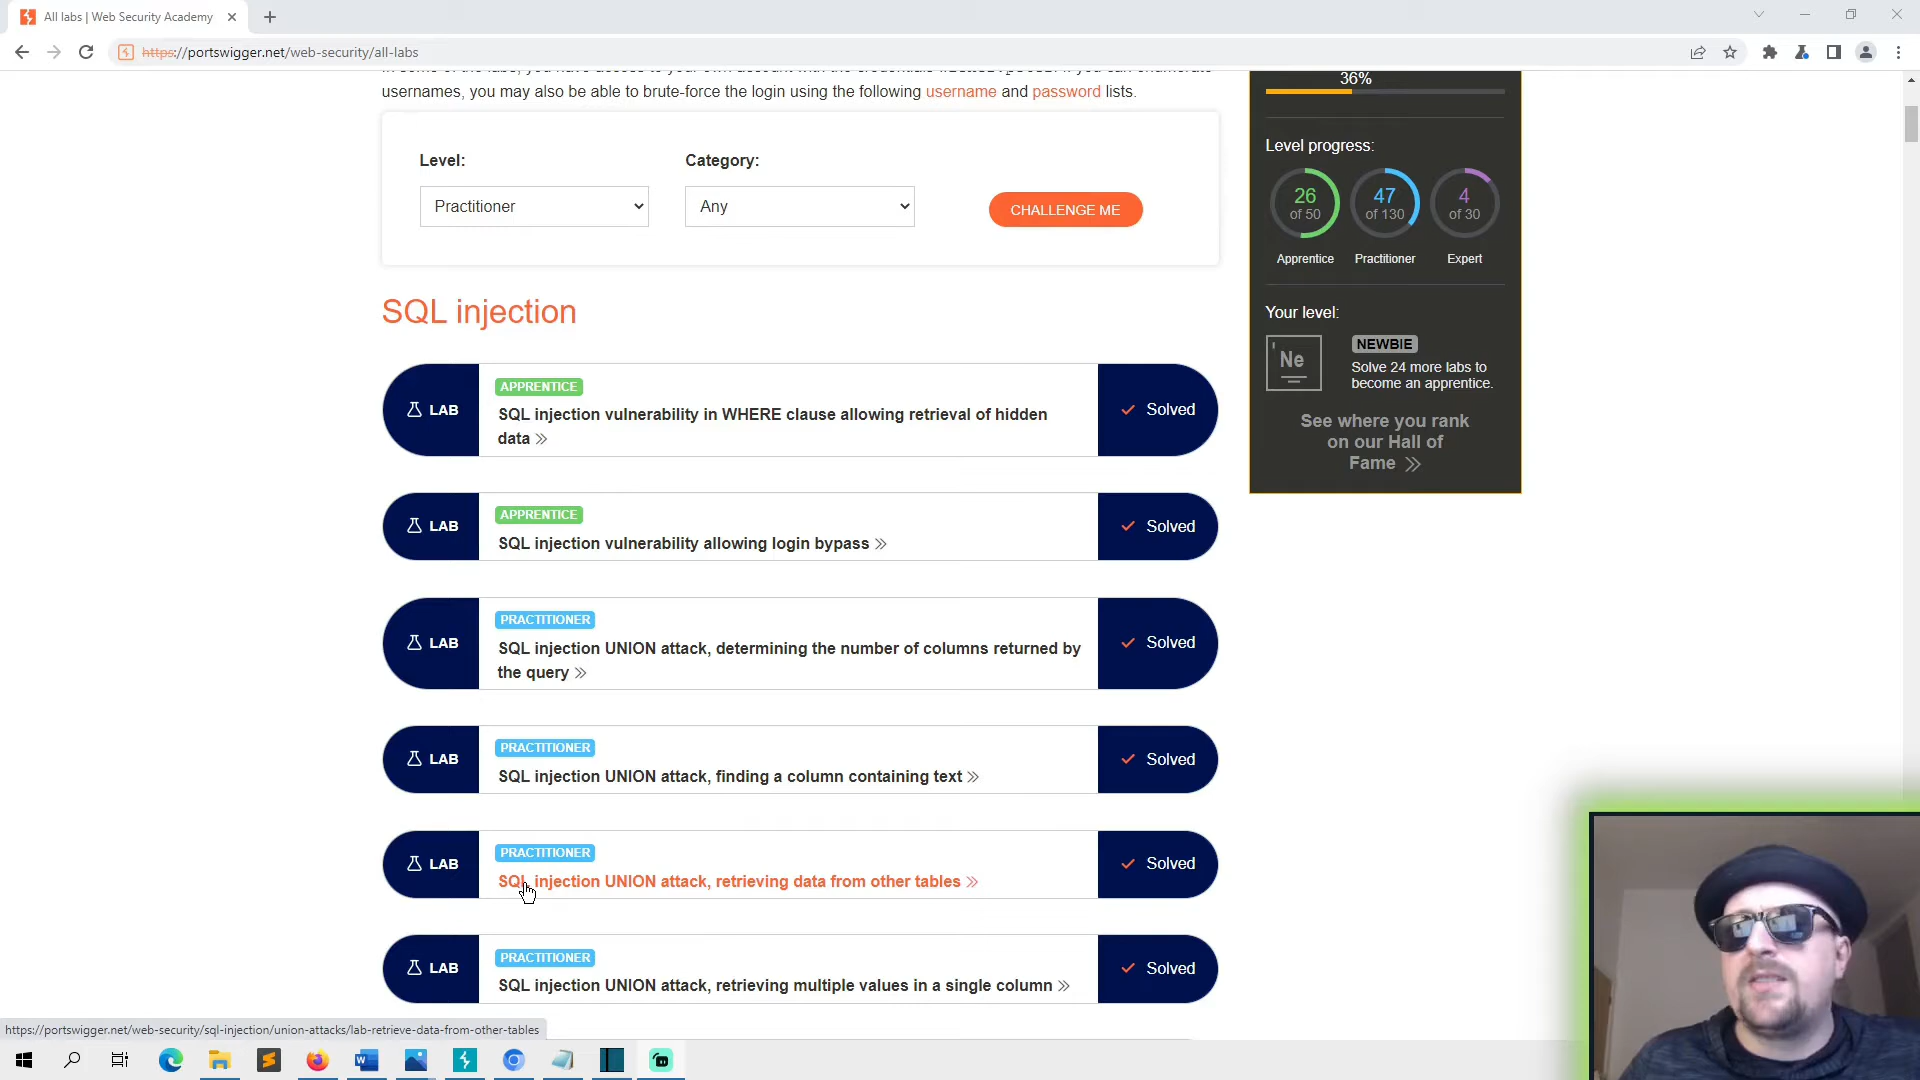 All labs | Web Security Academy
https://portswigger.net/web-security/all-labs
usernames, you may also be able to brute-force the login using the following username and password lists.
Level:
Category:
Practitioner
Any
CHALLENGE ME
SQL injection
LAB
APPRENTICE
SQL injection vulnerability in WHERE clause allowing retrieval of hidden
data
Solved
LAB
APPRENTICE
SQL injection vulnerability allowing login bypass
Solved
LAB
PRACTITIONER
SQL injection UNION attack, determining the number of columns returned by
the query
Solved
LAB
PRACTITIONER
SQL injection UNION attack, finding a column containing text
Solved
LAB
PRACTITIONER
SQL injection UNION attack, retrieving data from other tables
Solved
LAB
PRACTITIONER
SQL injection UNION attack, retrieving multiple values in a single column
Solved
36%
Level progress:
26
of 50
47
of 130
4
of 30
Apprentice
Practitioner
Expert
Your level:
Ne
NEWBIE
Solve 24 more labs to
become an apprentice.
See where you rank
on our Hall of
Fame
https://portswigger.net/web-security/sql-injection/union-attacks/lab-retrieve-data-from-other-tables